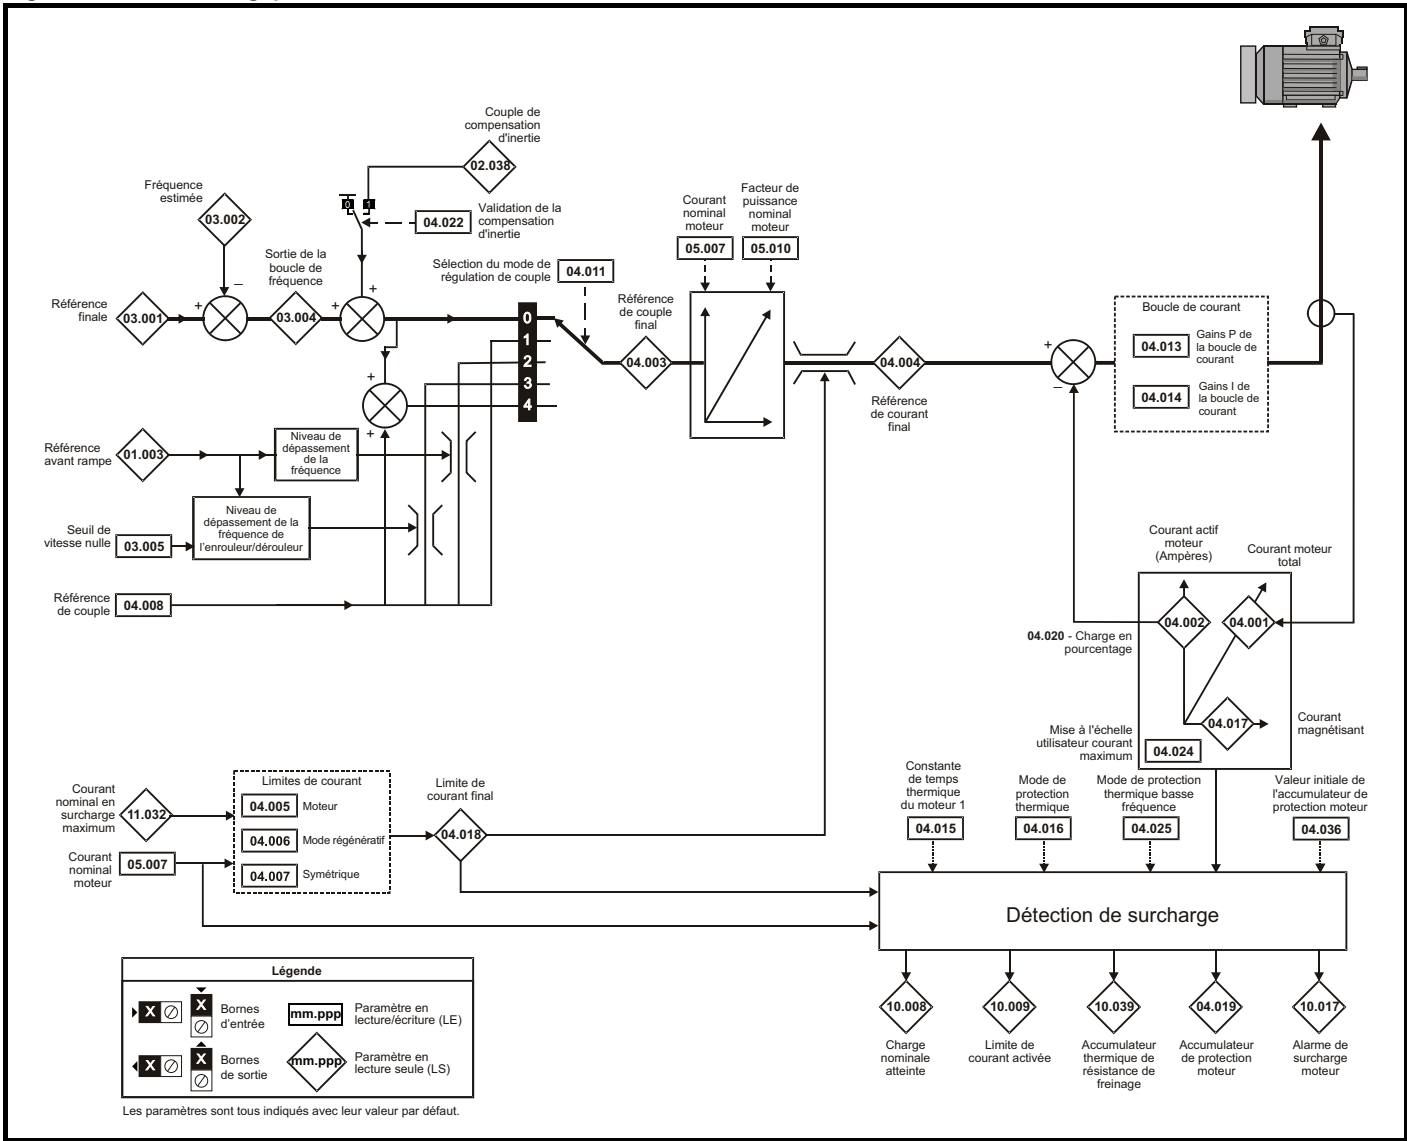 Couple de
compensation
d'inertie
02.038
Fréquence
estimée
03.002
0 1
04.022
Validation de la
compensation
d'inertie
Sortie de la
boucle de
fréquence
Sélection du mode de
régulation de couple
04.011
Courant
nominal
moteur
05.007
Facteur de
puissance
nominal
moteur
05.010
Référence
finale
03.001
+
–
03.004
+
+
0
1
2
3
4
Référence
de couple
final
04.003
04.004
Référence
de courant
final
+
–
Boucle de courant
04.013
Gains P de
la boucle de
courant
04.014
Gains I de
la boucle de
courant
+
+
Référence
avant rampe
01.003
Niveau de
dépassement
de la
fréquence
Niveau de
dépassement de la
fréquence de
l'enrouleur/dérouleur
Seuil de
vitesse nulle
03.005
Référence
de couple
04.008
Courant actif
moteur
(Ampères)
Courant moteur
total
04.002
04.001
04.020 - Charge en
pourcentage
04.017
Courant
magnétisant
Mise à l'échelle
utilisateur courant
maximum
04.024
Courant
nominal en
surcharge
maximum
11.032
Courant
nominal
moteur
05.007
Limites de courant
04.005
Moteur
04.006
Mode régénératif
04.007
Symétrique
Limite de
courant final
04.018
Constante
de temps
thermique
du moteur 1
04.015
Mode de
protection
thermique
04.016
Mode de protection
thermique basse
fréquence
04.025
Valeur initiale de
l'accumulateur de
protection moteur
04.036
Détection de surcharge
10.008
Charge
nominale
atteinte
10.009
Limite de
courant activée
10.039
Accumulateur
thermique de
résistance de
freinage
04.019
Accumulateur
de protection
moteur
10.017
Alarme de
surcharge
moteur
Légende
X
X
Bornes
d'entrée
mm.ppp
Paramètre en
lecture/écriture (LE)
X
X
Bornes
de sortie
mm.ppp
Paramètre en
lecture seule (LS)
Les paramètres sont tous indiqués avec leur valeur par défaut.